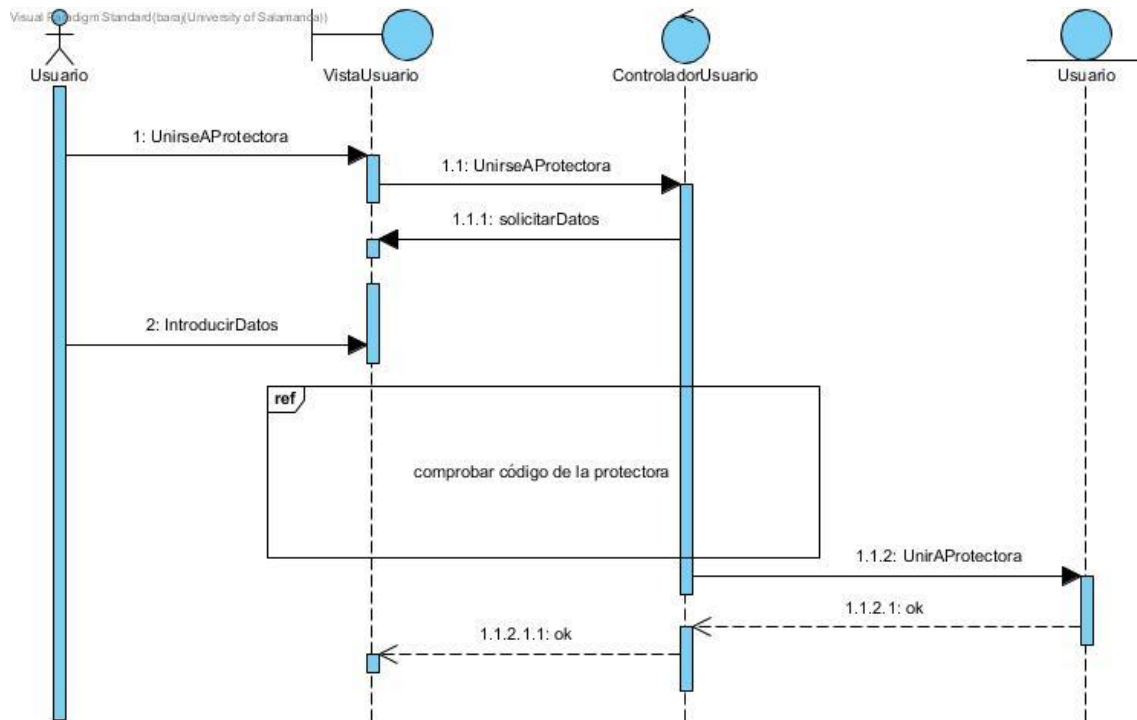 Visual Paradigm Standard(baraj(University of Salamanca))
Usuario
VistaUsuario
ControladorUsuario
Usuario
1: UnirseAProtectora
1.1: UnirseAProtectora
1.1.1: solicitarDatos
2: IntroducirDatos
ref
comprobar código de la protectora
1.1.2: UnirAProtectora
1.1.2.1: ok
1.1.2.1.1: ok